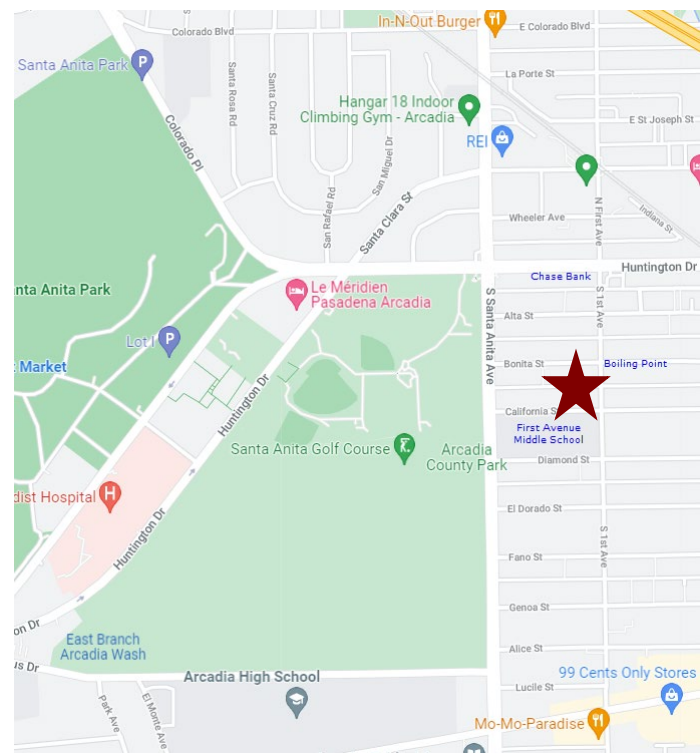 In-N-Out Burger
E Colorado Blvd
Colorado Blvd
Santa Anita Park
La Porte St
Santa Rosa Rd
Santa Cruz Rd
Hangar 18 Indoor
Climbing Gym - Arcadia
E St Joseph St
Colorado Pl
San Miguel Dr
REI
San Rafael Rd
Santa Clara St
N First Ave
Indiana St
Wheeler Ave
Huntington Dr
Chase Bank
nta Anita Park
Le Méridien
Pasadena Arcadia
S Santa Anita Ave
S 1st Ave
Alta St
Lot I
Market
Bonita St
Boiling Point
Huntington Dr
California St
First Avenue
Middle School
Santa Anita Golf Course
Arcadia
County Park
Diamond St
dist Hospital
El Dorado St
Huntington Dr
S 1st Ave
Fano St
Genoa St
on Dr
East Branch
Arcadia Wash
Alice St
us Dr
Arcadia High School
99 Cents Only Stores
Lucile St
Park Ave
El Monte Ave
Mo-Mo-Paradise